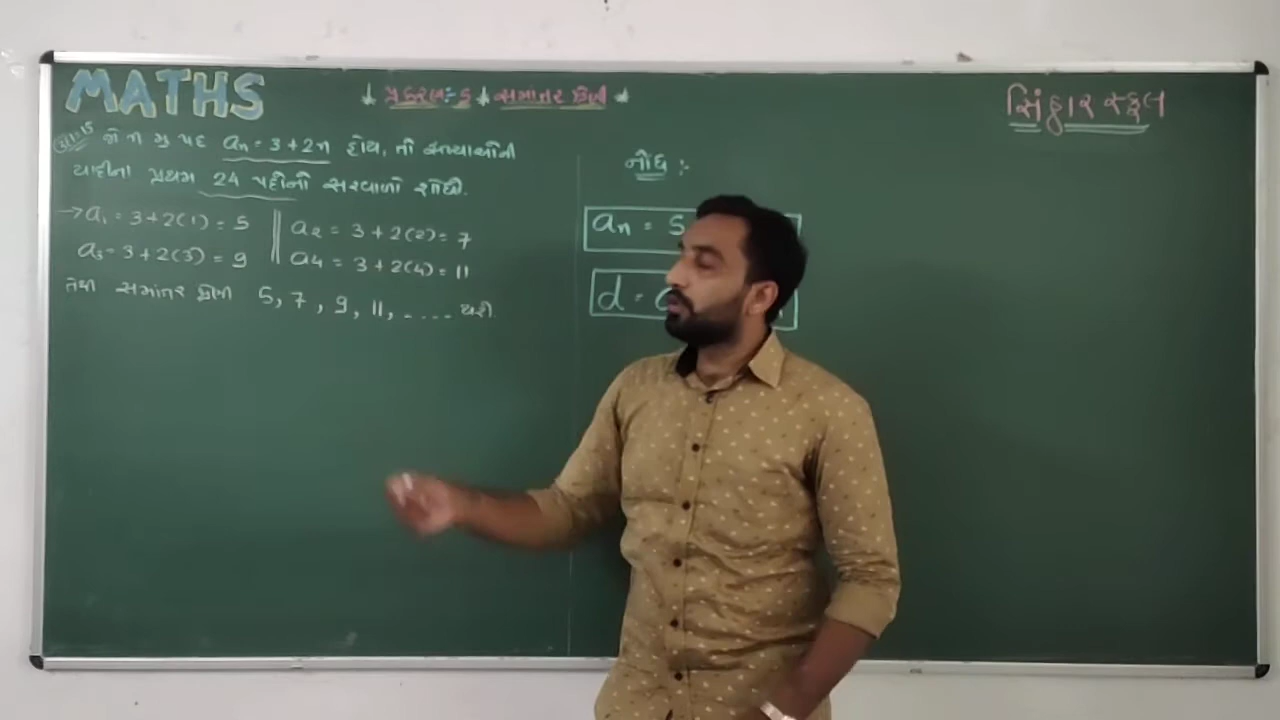 MATHS
પ્રકરણ:- 5 સમાંતર શ્રેણી
સિંહાર સ્કૂલ
ઉદા:15 જેનું n મુ પદ an = 3 + 2n હોય, તો સંખ્યાઓની
યાદીના પ્રથમ 24 પદોનો સરવાળો શોધો.
→ a1 = 3 + 2(1) = 5
a2 = 3 + 2(2) = 7
a3 = 3 + 2(3) = 9
a4 = 3 + 2(4) = 11
તેથી સમાંતર શ્રેણી 5, 7, 9, 11, .... થશે.
નોંધ :-
an = S
d =